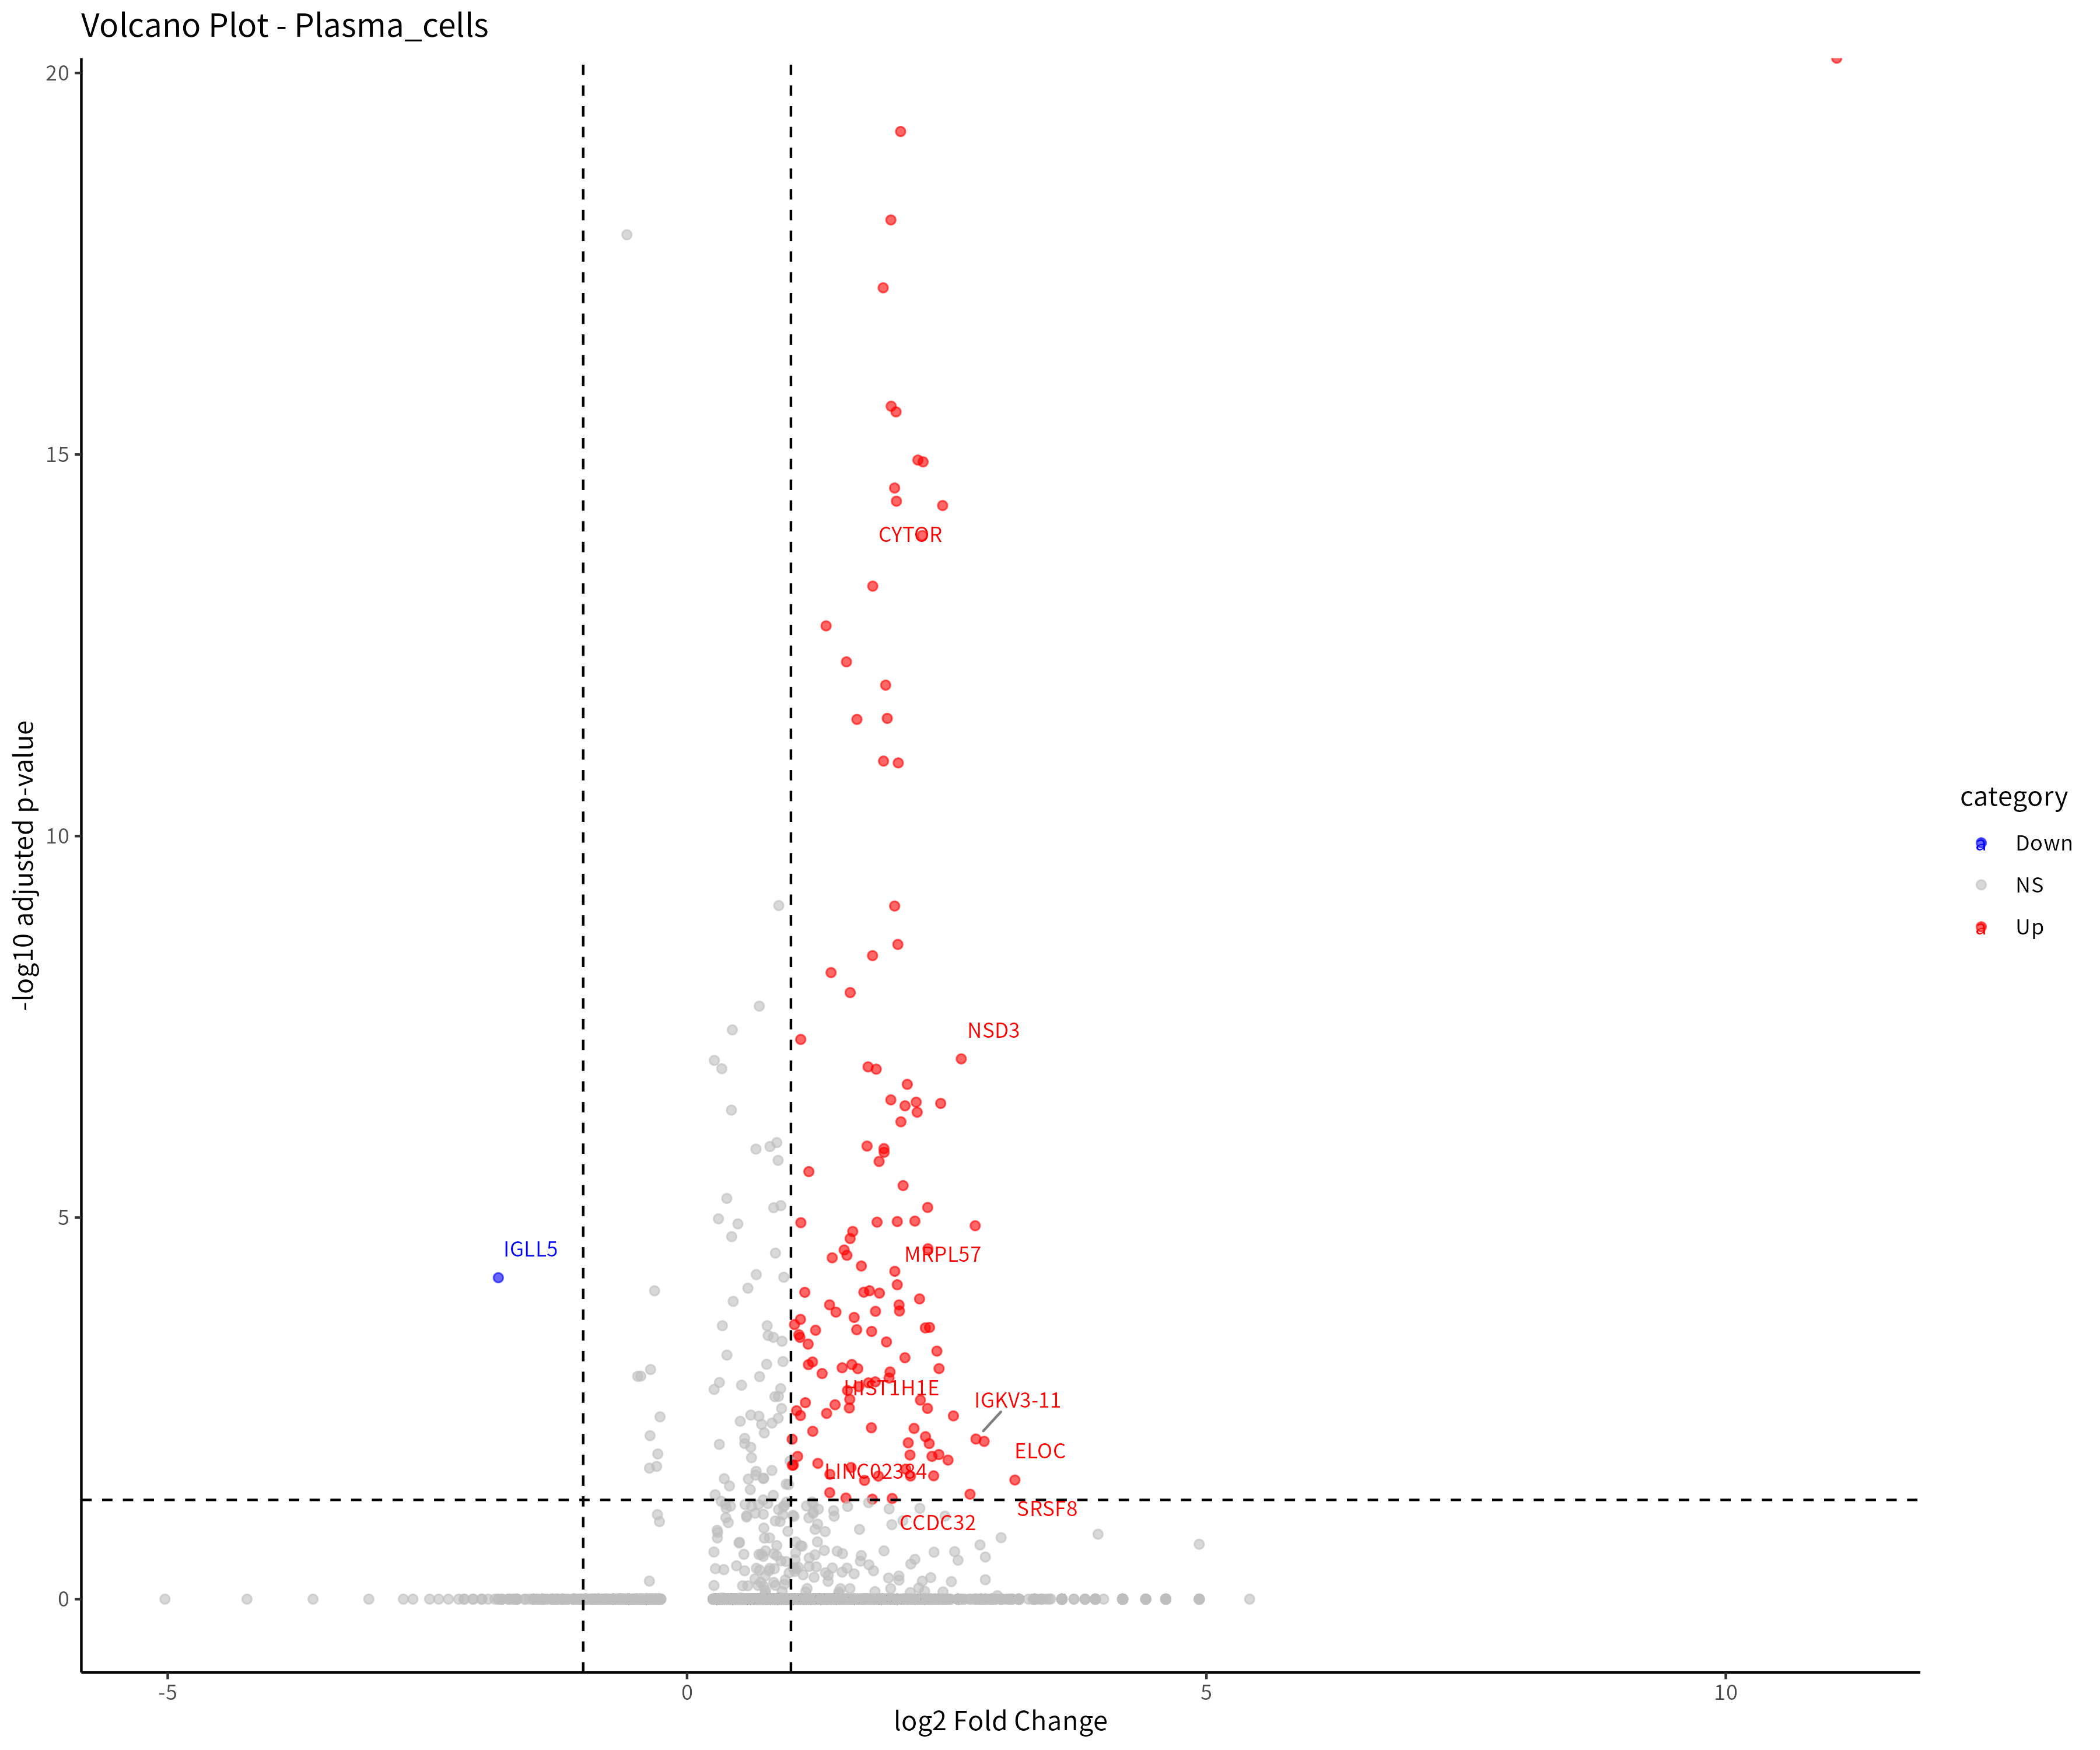 Volcano Plot - Plasma_cells
-log10 adjusted p-value
20
15
10
5
0
CYTOR
NSD3
IGLL5
MRPL57
HIST1H1E
IGKV3-11
ELOC
LINC02384
SRSF8
CCDC32
-5
0
5
10
log2 Fold Change
category
a Down
NS
a Up